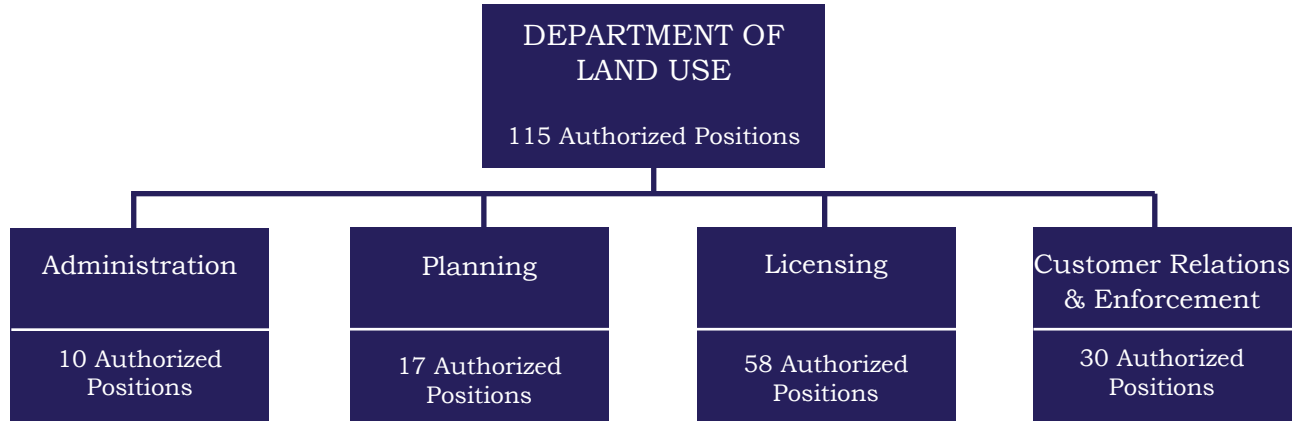 DEPARTMENT OF
LAND USE
115 Authorized Positions
Administration
10 Authorized
Positions
Planning
17 Authorized
Positions
Licensing
58 Authorized
Positions
Customer Relations
& Enforcement
30 Authorized
Positions